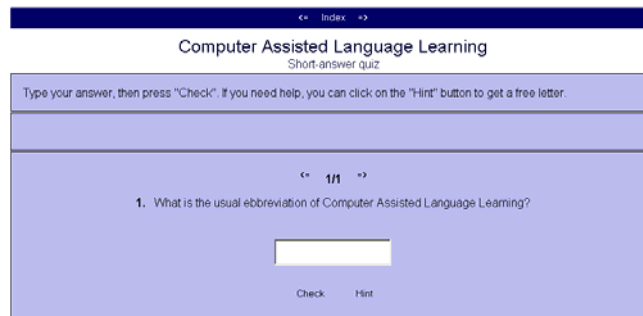 <= Index =>
Computer Assisted Language Learning
Short-answer quiz
Type your answer, then press "Check". If you need help, you can click on the "Hint" button to get a free letter.
<= 1/1 =>
1. What is the usual ebbreviation of Computer Assisted Language Learning?
Check Hint